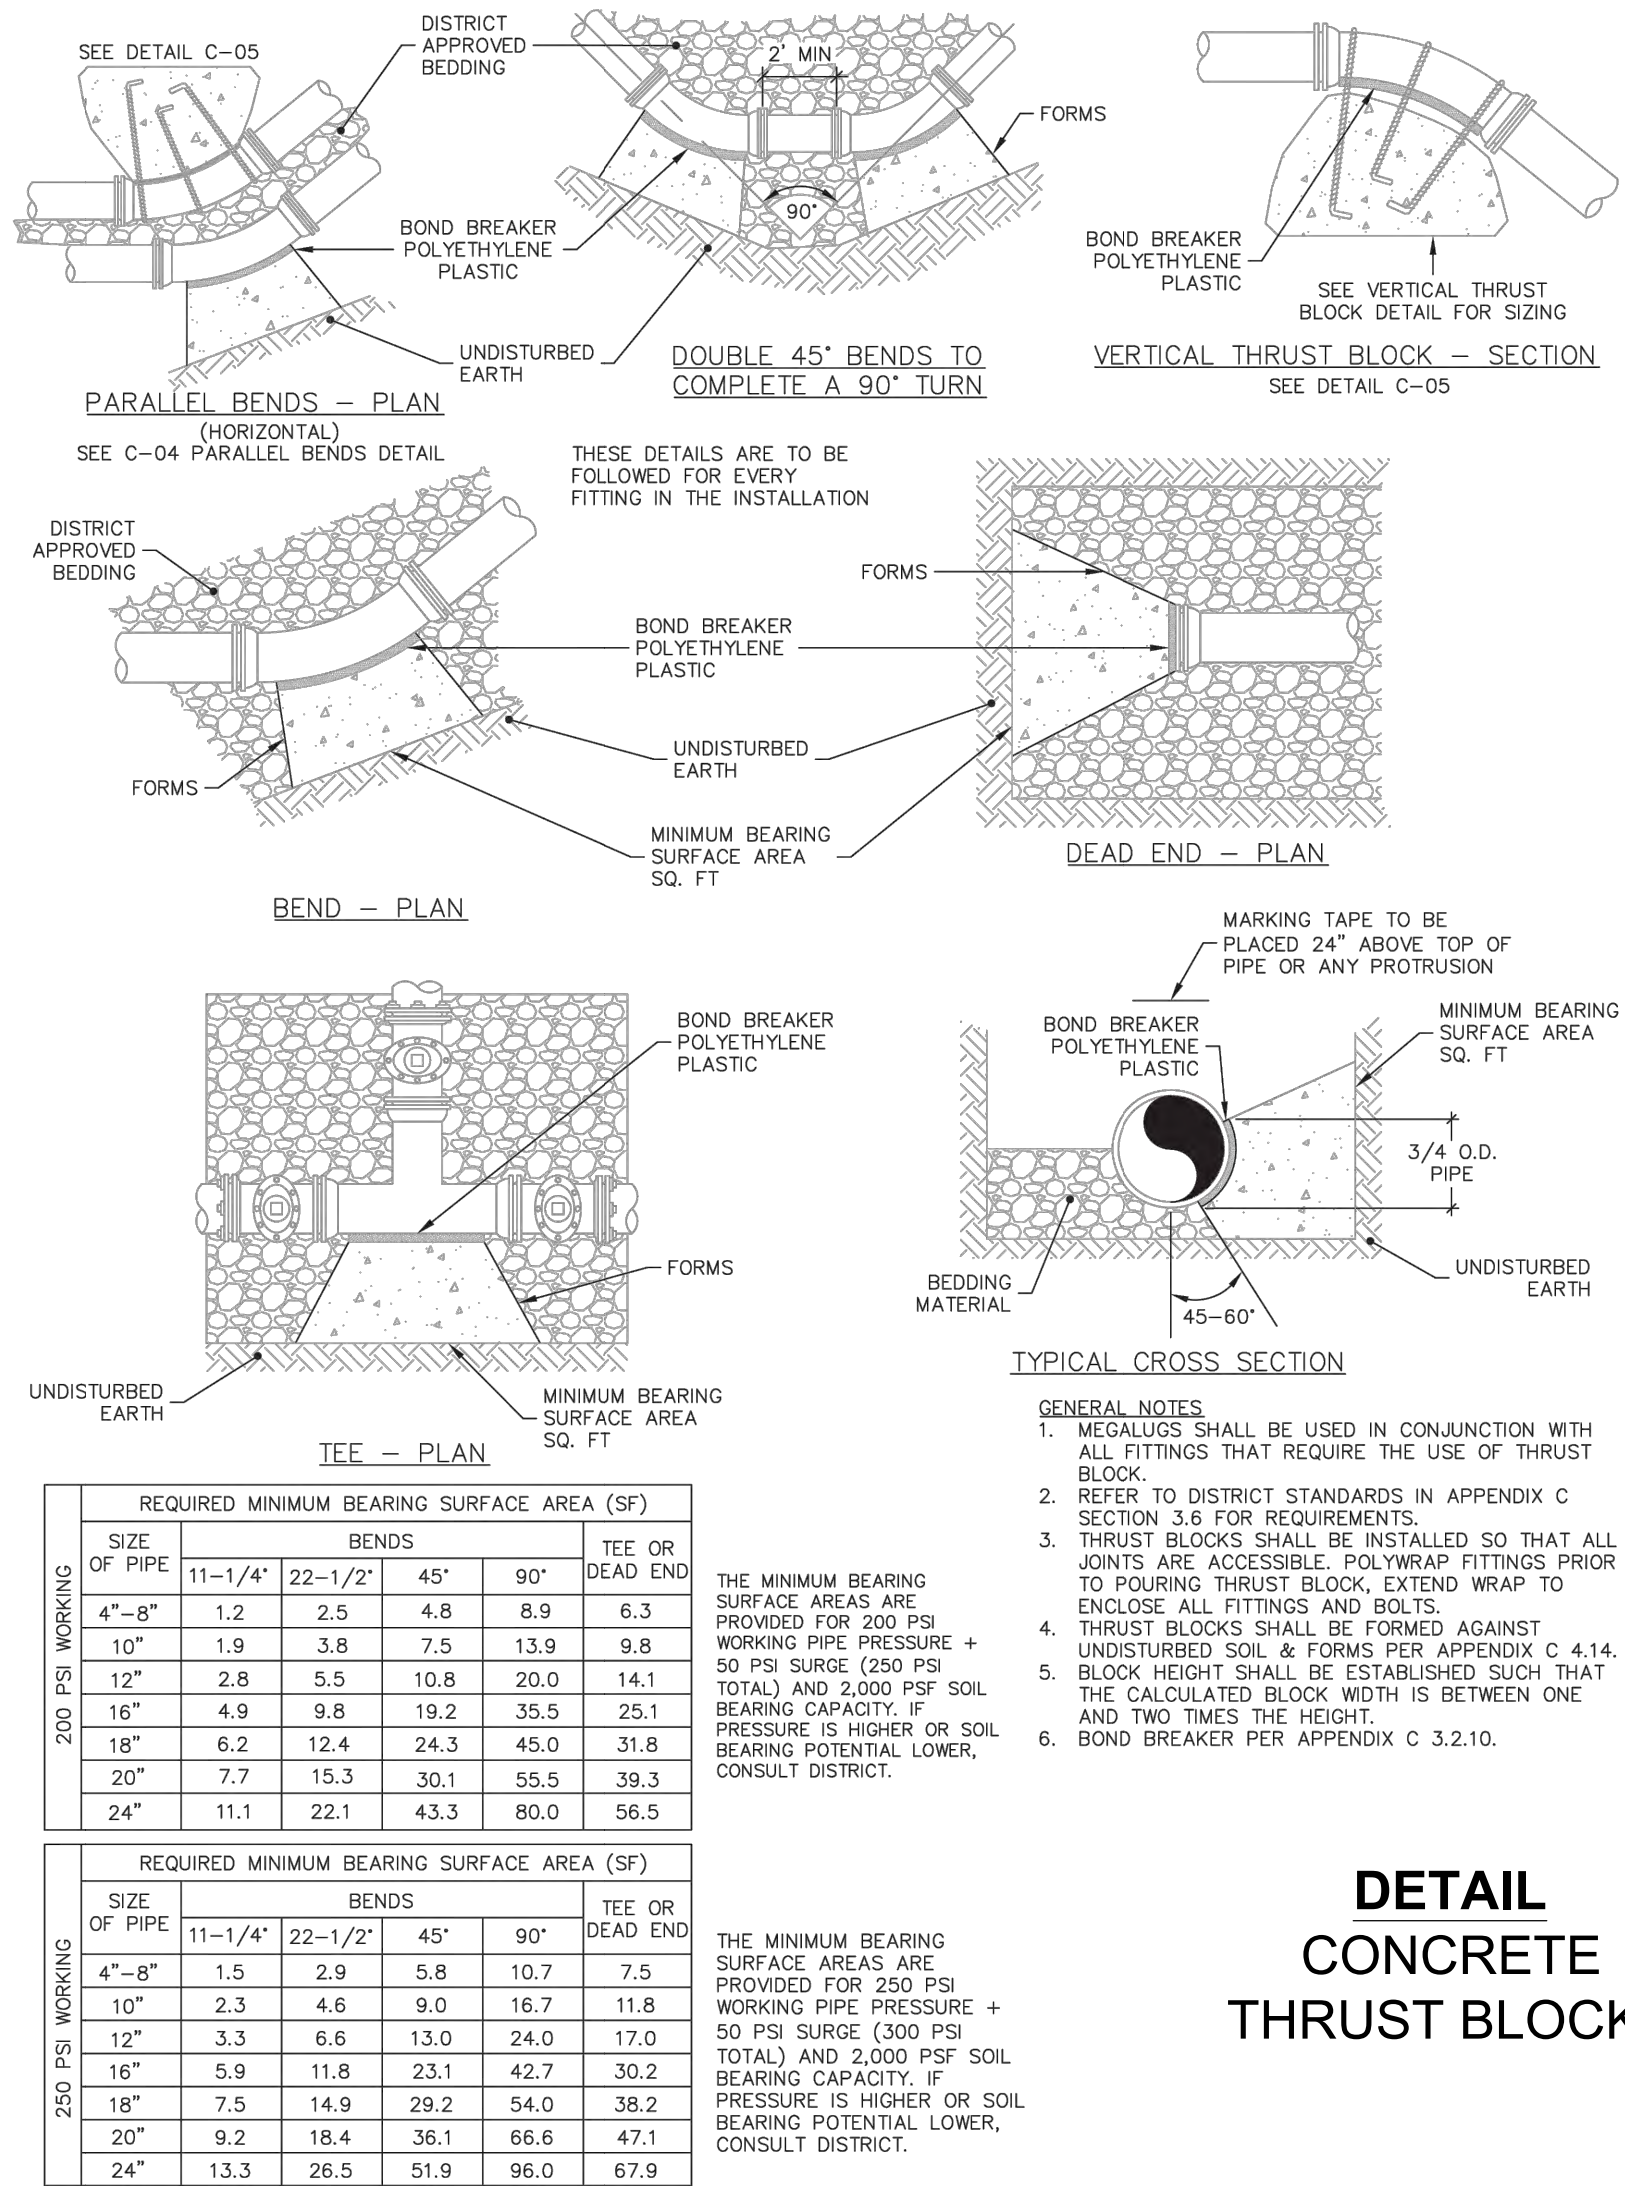 SEE DETAIL C-05
DISTRICT
APPROVED
BEDDING
2' MIN
FORMS
90°
BOND BREAKER
POLYETHYLENE
PLASTIC
UNDISTURBED
EARTH
PARALLEL BENDS – PLAN
(HORIZONTAL)
SEE C-04 PARALLEL BENDS DETAIL
DOUBLE 45° BENDS TO
COMPLETE A 90° TURN
BOND BREAKER
POLYETHYLENE
PLASTIC
SEE VERTICAL THRUST
BLOCK DETAIL FOR SIZING
VERTICAL THRUST BLOCK – SECTION
SEE DETAIL C-05
THESE DETAILS ARE TO BE
FOLLOWED FOR EVERY
FITTING IN THE INSTALLATION
DISTRICT
APPROVED
BEDDING
FORMS
BOND BREAKER
POLYETHYLENE
PLASTIC
UNDISTURBED
EARTH
FORMS
MINIMUM BEARING
SURFACE AREA
SQ. FT
DEAD END – PLAN
BEND – PLAN
MARKING TAPE TO BE
PLACED 24" ABOVE TOP OF
PIPE OR ANY PROTRUSION
BOND BREAKER
POLYETHYLENE
PLASTIC
BOND BREAKER
POLYETHYLENE
PLASTIC
MINIMUM BEARING
SURFACE AREA
SQ. FT
3/4 O.D.
PIPE
FORMS
BEDDING
MATERIAL
45-60°
UNDISTURBED
EARTH
TYPICAL CROSS SECTION
UNDISTURBED
EARTH
MINIMUM BEARING
SURFACE AREA
SQ. FT
TEE – PLAN
GENERAL NOTES
1. MEGALUGS SHALL BE USED IN CONJUNCTION WITH
ALL FITTINGS THAT REQUIRE THE USE OF THRUST
BLOCK.
2. REFER TO DISTRICT STANDARDS IN APPENDIX C
SECTION 3.6 FOR REQUIREMENTS.
3. THRUST BLOCKS SHALL BE INSTALLED SO THAT ALL
JOINTS ARE ACCESSIBLE. POLYWRAP FITTINGS PRIOR
TO POURING THRUST BLOCK, EXTEND WRAP TO
ENCLOSE ALL FITTINGS AND BOLTS.
4. THRUST BLOCKS SHALL BE FORMED AGAINST
UNDISTURBED SOIL & FORMS PER APPENDIX C 4.14.
5. BLOCK HEIGHT SHALL BE ESTABLISHED SUCH THAT
THE CALCULATED BLOCK WIDTH IS BETWEEN ONE
AND TWO TIMES THE HEIGHT.
6. BOND BREAKER PER APPENDIX C 3.2.10.
200 PSI WORKING
REQUIRED MINIMUM BEARING SURFACE AREA (SF)
SIZE
OF PIPE
BENDS
TEE OR
DEAD END
11-1/4° 22-1/2° 45° 90°
4"-8" 1.2 2.5 4.8 8.9 6.3
10" 1.9 3.8 7.5 13.9 9.8
12" 2.8 5.5 10.8 20.0 14.1
16" 4.9 9.8 19.2 35.5 25.1
18" 6.2 12.4 24.3 45.0 31.8
20" 7.7 15.3 30.1 55.5 39.3
24" 11.1 22.1 43.3 80.0 56.5
THE MINIMUM BEARING
SURFACE AREAS ARE
PROVIDED FOR 200 PSI
WORKING PIPE PRESSURE +
50 PSI SURGE (250 PSI
TOTAL) AND 2,000 PSF SOIL
BEARING CAPACITY. IF
PRESSURE IS HIGHER OR SOIL
BEARING POTENTIAL LOWER,
CONSULT DISTRICT.
250 PSI WORKING
REQUIRED MINIMUM BEARING SURFACE AREA (SF)
SIZE
OF PIPE
BENDS
TEE OR
DEAD END
11-1/4° 22-1/2° 45° 90°
4"-8" 1.5 2.9 5.8 10.7 7.5
10" 2.3 4.6 9.0 16.7 11.8
12" 3.3 6.6 13.0 24.0 17.0
16" 5.9 11.8 23.1 42.7 30.2
18" 7.5 14.9 29.2 54.0 38.2
20" 9.2 18.4 36.1 66.6 47.1
24" 13.3 26.5 51.9 96.0 67.9
THE MINIMUM BEARING
SURFACE AREAS ARE
PROVIDED FOR 250 PSI
WORKING PIPE PRESSURE +
50 PSI SURGE (300 PSI
TOTAL) AND 2,000 PSF SOIL
BEARING CAPACITY. IF
PRESSURE IS HIGHER OR SOIL
BEARING POTENTIAL LOWER,
CONSULT DISTRICT.
DETAIL
CONCRETE
THRUST BLOCK